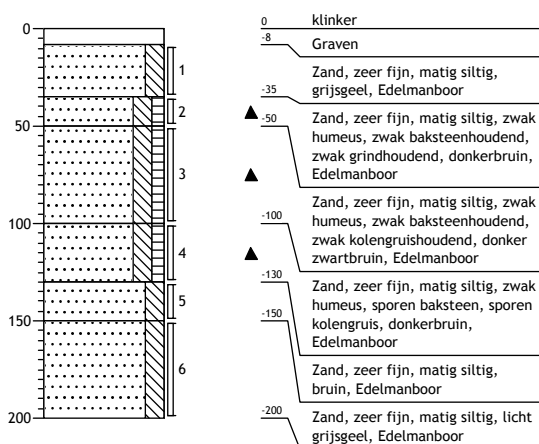 0
50
100
150
200
1
2
3
4
5
6
0
klinker
-8
Graven
Zand, zeer fijn, matig siltig,
grijsgeel, Edelmanboor
-35
Zand, zeer fijn, matig siltig, zwak
humeus, zwak baksteenhoudend,
zwak grindhoudend, donkerbruin,
Edelmanboor
-50
Zand, zeer fijn, matig siltig, zwak
humeus, zwak baksteenhoudend,
zwak kolengruishoudend, donker
zwartbruin, Edelmanboor
-100
Zand, zeer fijn, matig siltig, zwak
humeus, sporen baksteen, sporen
kolengruis, donkerbruin,
Edelmanboor
-130
Zand, zeer fijn, matig siltig,
bruin, Edelmanboor
-150
Zand, zeer fijn, matig siltig, licht
grijsgeel, Edelmanboor
-200